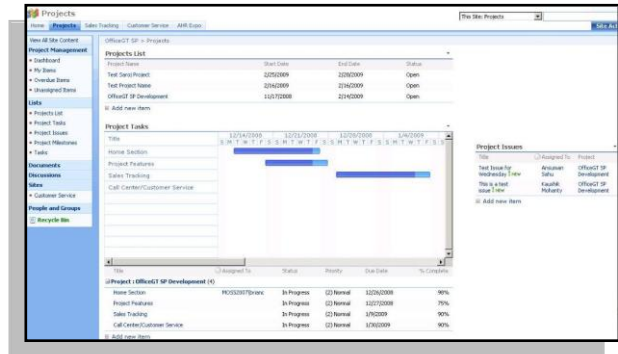 Projects
This Site: Projects
Home Projects Sales Tracking Customer Service AHR Expo
Site Act
View All Site Content
Project Management
Dashboard
My Items
Overdue Items
Unassigned Items
Lists
Projects List
Project Tasks
Project Issues
Project Milestones
Tasks
Documents
Discussions
Sites
Customer Service
People and Groups
Recycle Bin
OfficeGT SP > Projects
Projects List
Project Name Start Date End Date Status
Test Saroj Project 2/25/2009 2/28/2009 Open
Test Project Name 2/16/2009 2/16/2009 Open
OfficeGT SP Development 11/17/2008 2/14/2009 Open
Add new item
Project Tasks
Title 12/14/2008 12/21/2008 12/28/2008 1/4/2009
S M T W T F S S M T W T F S S M T W T F S S M T W T F S S
Home Section
Project Features
Sales Tracking
Call Center/Customer Service
Title Assigned To Status Priority Due Date % Complete
Project : OfficeGT SP Development (4)
Home Section MOSS2007\brianc In Progress (2) Normal 12/26/2008 90%
Project Features In Progress (2) Normal 12/27/2008 75%
Sales Tracking In Progress (2) Normal 1/9/2009 90%
Call Center/Customer Service In Progress (2) Normal 1/30/2009 90%
Add new item
Project Issues
Title Assigned To Project
Test Issue for Wednesday ! NEW Ansuman Sahu OfficeGT SP Development
This is a test issue ! NEW Kaushik Mohanty OfficeGT SP Development
Add new item